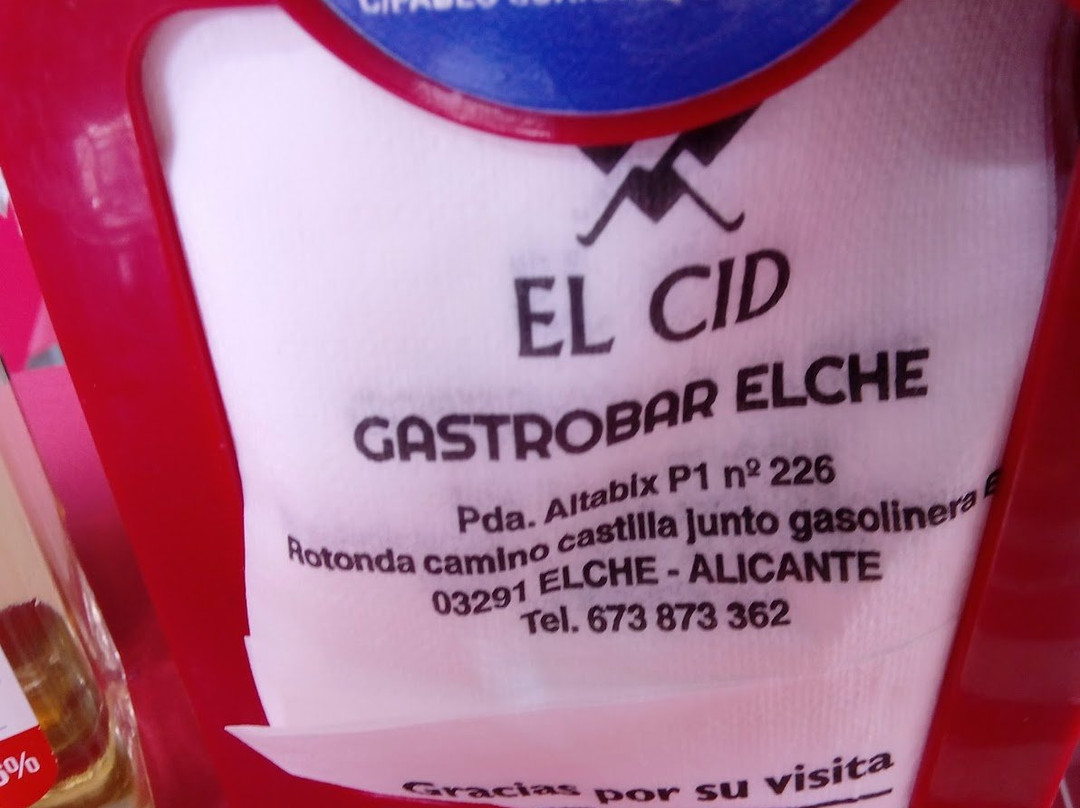 EL CID
GASTROBAR ELCHE
Pda. Altabix P1 nº 226
Rotonda camino castilla junto gasolinera
03291 ELCHE - ALICANTE
Tel. 673 873 362
Gracias por su visita